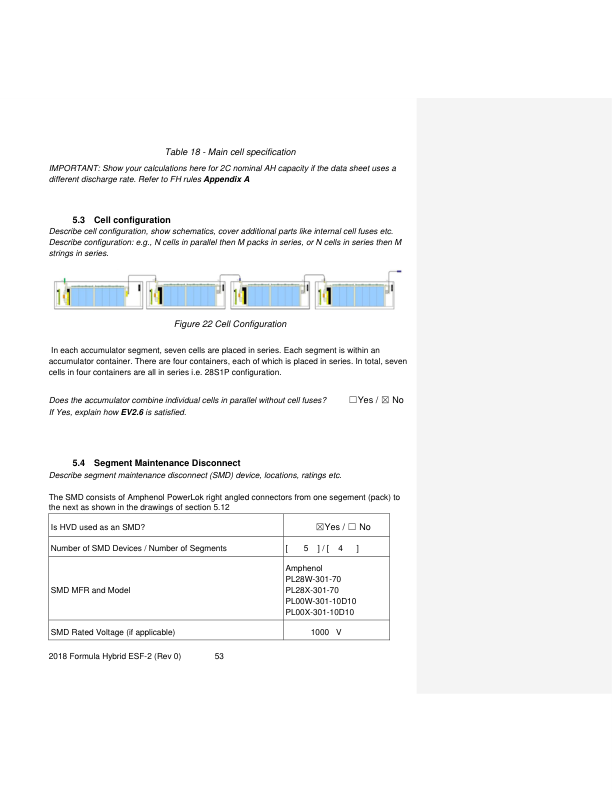 Table 18 - Main cell specification
IMPORTANT: Show your calculations here for 2C nominal AH capacity if the data sheet uses a
different discharge rate. Refer to FH rules Appendix A
5.3 Cell configuration
Describe cell configuration, show schematics, cover additional parts like internal cell fuses etc.
Describe configuration: e.g., N cells in parallel then M packs in series, or N cells in series then M
strings in series.
Figure 22 Cell Configuration
In each accumulator segment, seven cells are placed in series. Each segment is within an
accumulator container. There are four containers, each of which is placed in series. In total, seven
cells in four containers are all in series i.e. 28S1P configuration.
Does the accumulator combine individual cells in parallel without cell fuses? ☐Yes / ☒ No
If Yes, explain how EV2.6 is satisfied.
5.4 Segment Maintenance Disconnect
Describe segment maintenance disconnect (SMD) device, locations, ratings etc.
The SMD consists of Amphenol PowerLok right angled connectors from one segement (pack) to
the next as shown in the drawings of section 5.12
Is HVD used as an SMD? ☒Yes / ☐ No
Number of SMD Devices / Number of Segments [ 5 ] / [ 4 ]
SMD MFR and Model
Amphenol
PL28W-301-70
PL28X-301-70
PL00W-301-10D10
PL00X-301-10D10
SMD Rated Voltage (if applicable) 1000 V
2018 Formula Hybrid ESF-2 (Rev 0) 53